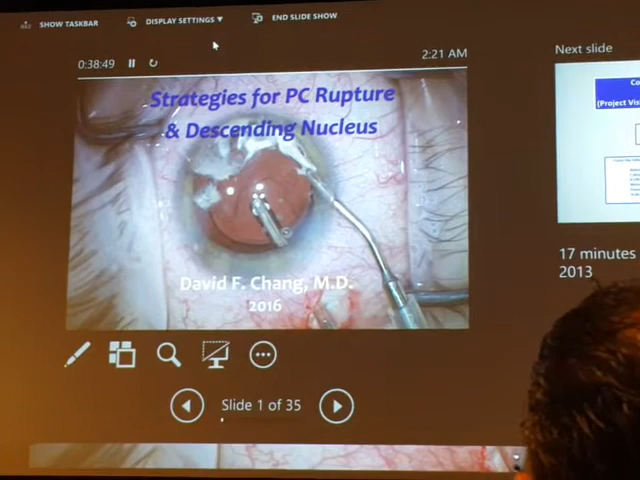 SHOW TASKBAR
DISPLAY SETTINGS ▼
END SLIDE SHOW
0:38:49
2:21 AM
Next slide
Strategies for PC Rupture
& Descending Nucleus
David F. Chang, M.D.
2016
(Project Vis
17 minutes
2013
Slide 1 of 35